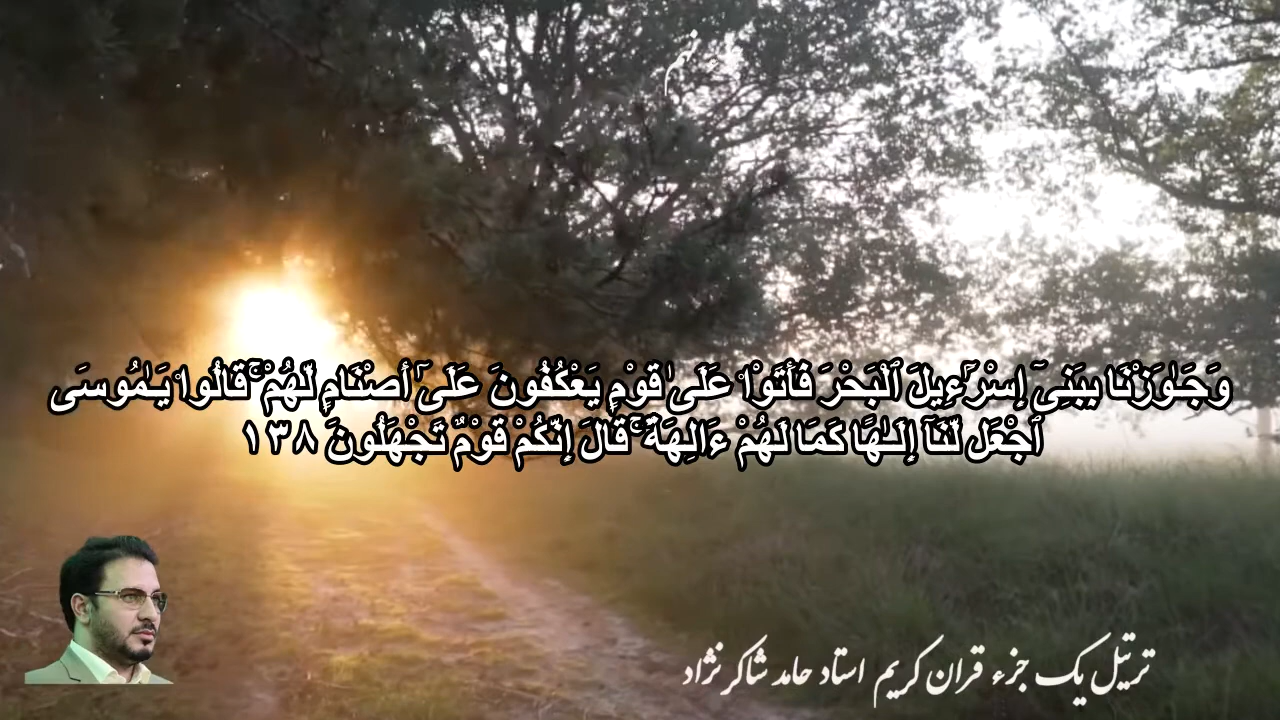 وَجَٰوَزْنَا بِبَنِىٓ إِسْرَٰٓءِيلَ ٱلْبَحْرَ فَأَتَوْا۟ عَلَىٰ قَوْمٍ يَعْكُفُونَ عَلَىٰٓ أَصْنَامٍ لَّهُمْ ۚ قَالُوا۟ يَٰمُوسَى
ٱجْعَل لَّنَآ إِلَٰهًا كَمَا لَهُمْ ءَالِهَةٌ ۚ قَالَ إِنَّكُمْ قَوْمٌ تَجْهَلُونَ ١٣٨
ترتیل یک جزء قران کریم استاد حامد شاکرنژاد